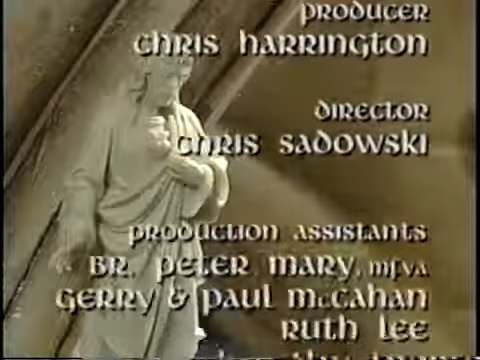 PRODUCER
CHRIS HARRINGTON
DIRECTOR
CHRIS SADOWSKI
PRODUCTION ASSISTANTS
BR. PETER MARY, mfva
GERRY & PAUL McCAHAN
RUTH LEE